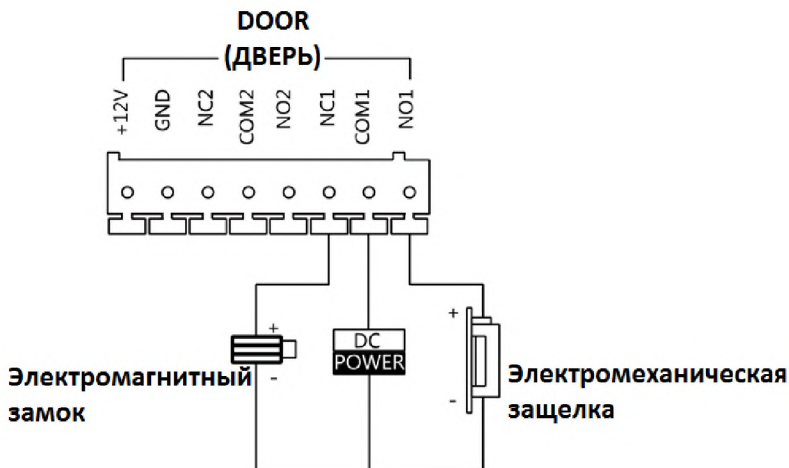 DOOR
(ДВЕРЬ)
+12V
GND
NC2
COM2
NO2
NC1
COM1
NO1
+
-
DC
POWER
+
-
Электромагнитный
замок
Электромеханическая
защелка